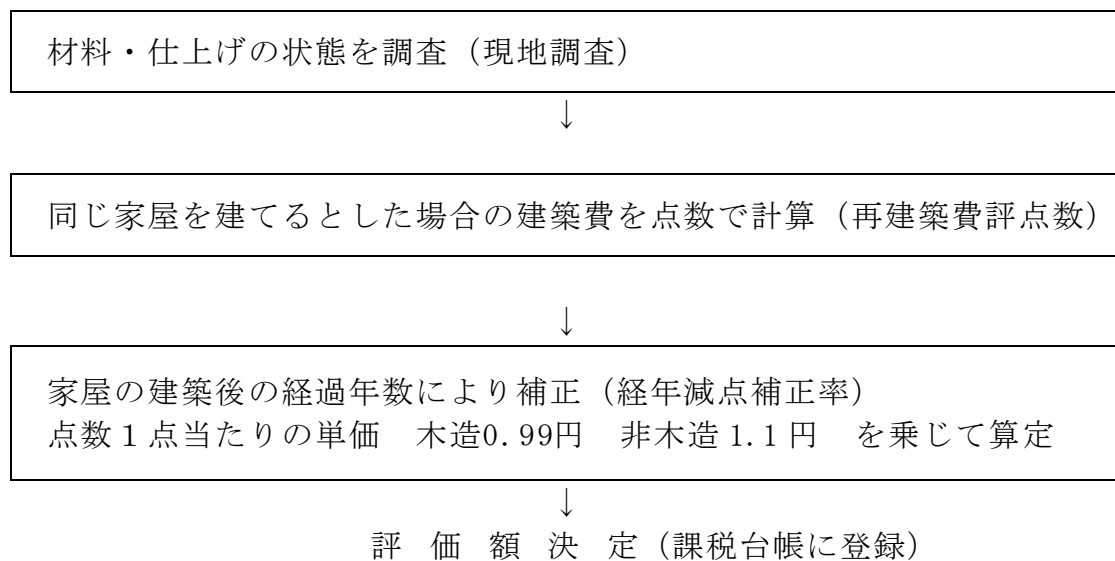 材料・仕上げの状態を調査（現地調査）
↓
同じ家屋を建てるとした場合の建築費を点数で計算（再建築費評点数）
↓
家屋の建築後の経過年数により補正（経年減点補正率）
点数１点当たりの単価　木造0.99円　非木造 1.1 円　を乗じて算定
↓
評　価　額　決　定（課税台帳に登録）